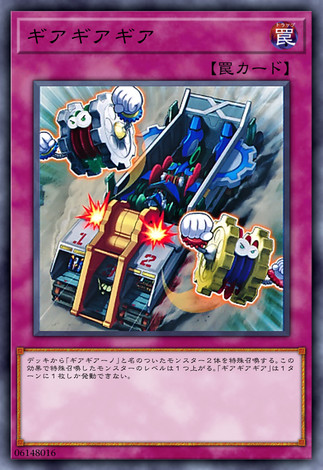 ギアギアギア
罠
トラップ
【罠カード】
1
2
デッキから「ギアギアーノ」と名のついたモンスター２体を特殊召喚する。この
効果で特殊召喚したモンスターのレベルは１つ上がる。「ギアギアギア」は１タ
ーンに１枚しか発動できない。
06148016